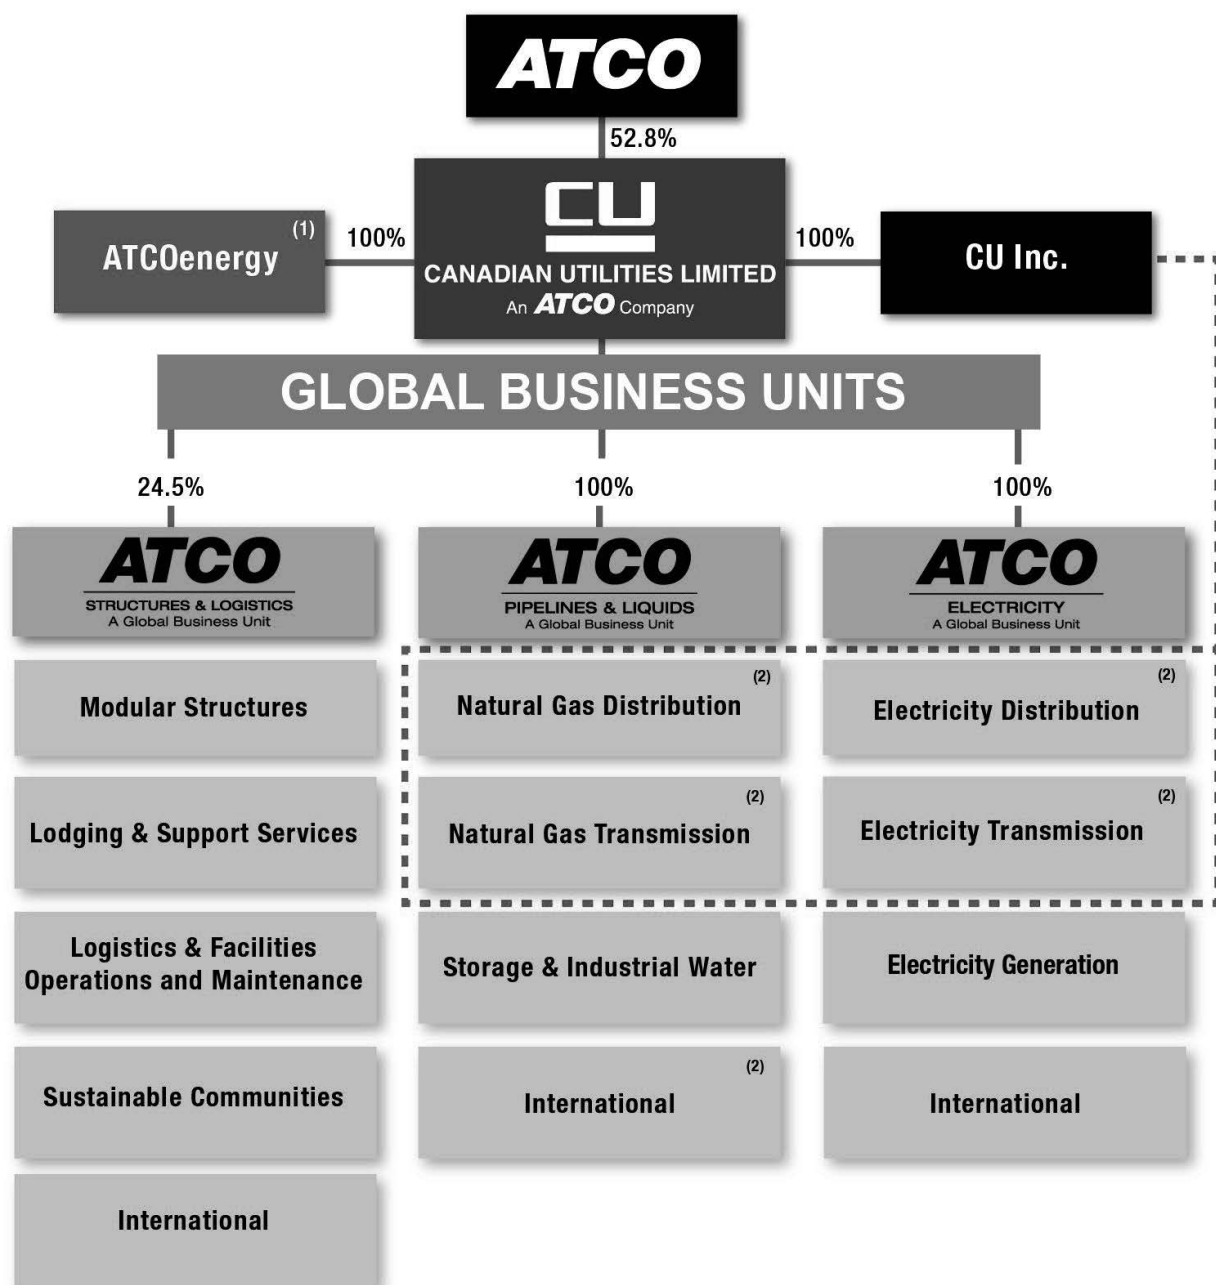 ATCO
52.8%
CU
CANADIAN UTILITIES LIMITED
An ATCO Company
ATCOenergy (1)
100%
100%
CU Inc.
GLOBAL BUSINESS UNITS
24.5%
100%
100%
ATCO
STRUCTURES & LOGISTICS
A Global Business Unit
ATCO
PIPELINES & LIQUIDS
A Global Business Unit
ATCO
ELECTRICITY
A Global Business Unit
Modular Structures
Natural Gas Distribution (2)
Electricity Distribution (2)
Lodging & Support Services
Natural Gas Transmission (2)
Electricity Transmission (2)
Logistics & Facilities
Operations and Maintenance
Storage & Industrial Water
Electricity Generation
Sustainable Communities
International (2)
International
International